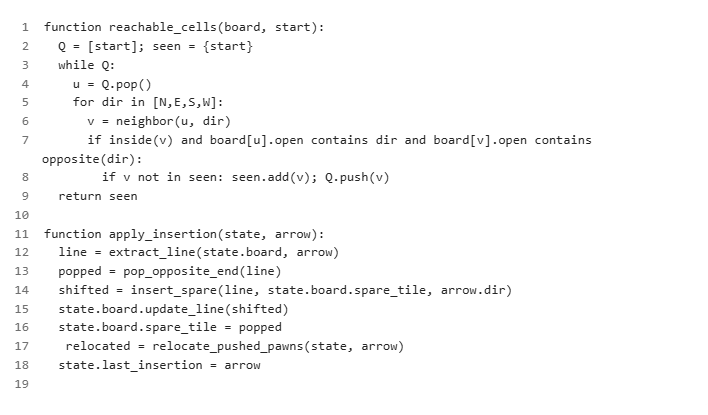 1 function reachable_cells(board, start):
2   Q = [start]; seen = {start}
3   while Q:
4     u = Q.pop()
5     for dir in [N,E,S,W]:
6       v = neighbor(u, dir)
7       if inside(v) and board[u].open contains dir and board[v].open contains
opposite(dir):
8         if v not in seen: seen.add(v); Q.push(v)
9   return seen
10
11 function apply_insertion(state, arrow):
12   line = extract_line(state.board, arrow)
13   popped = pop_opposite_end(line)
14   shifted = insert_spare(line, state.board.spare_tile, arrow.dir)
15   state.board.update_line(shifted)
16   state.board.spare_tile = popped
17    relocated = relocate_pushed_pawns(state, arrow)
18   state.last_insertion = arrow
19